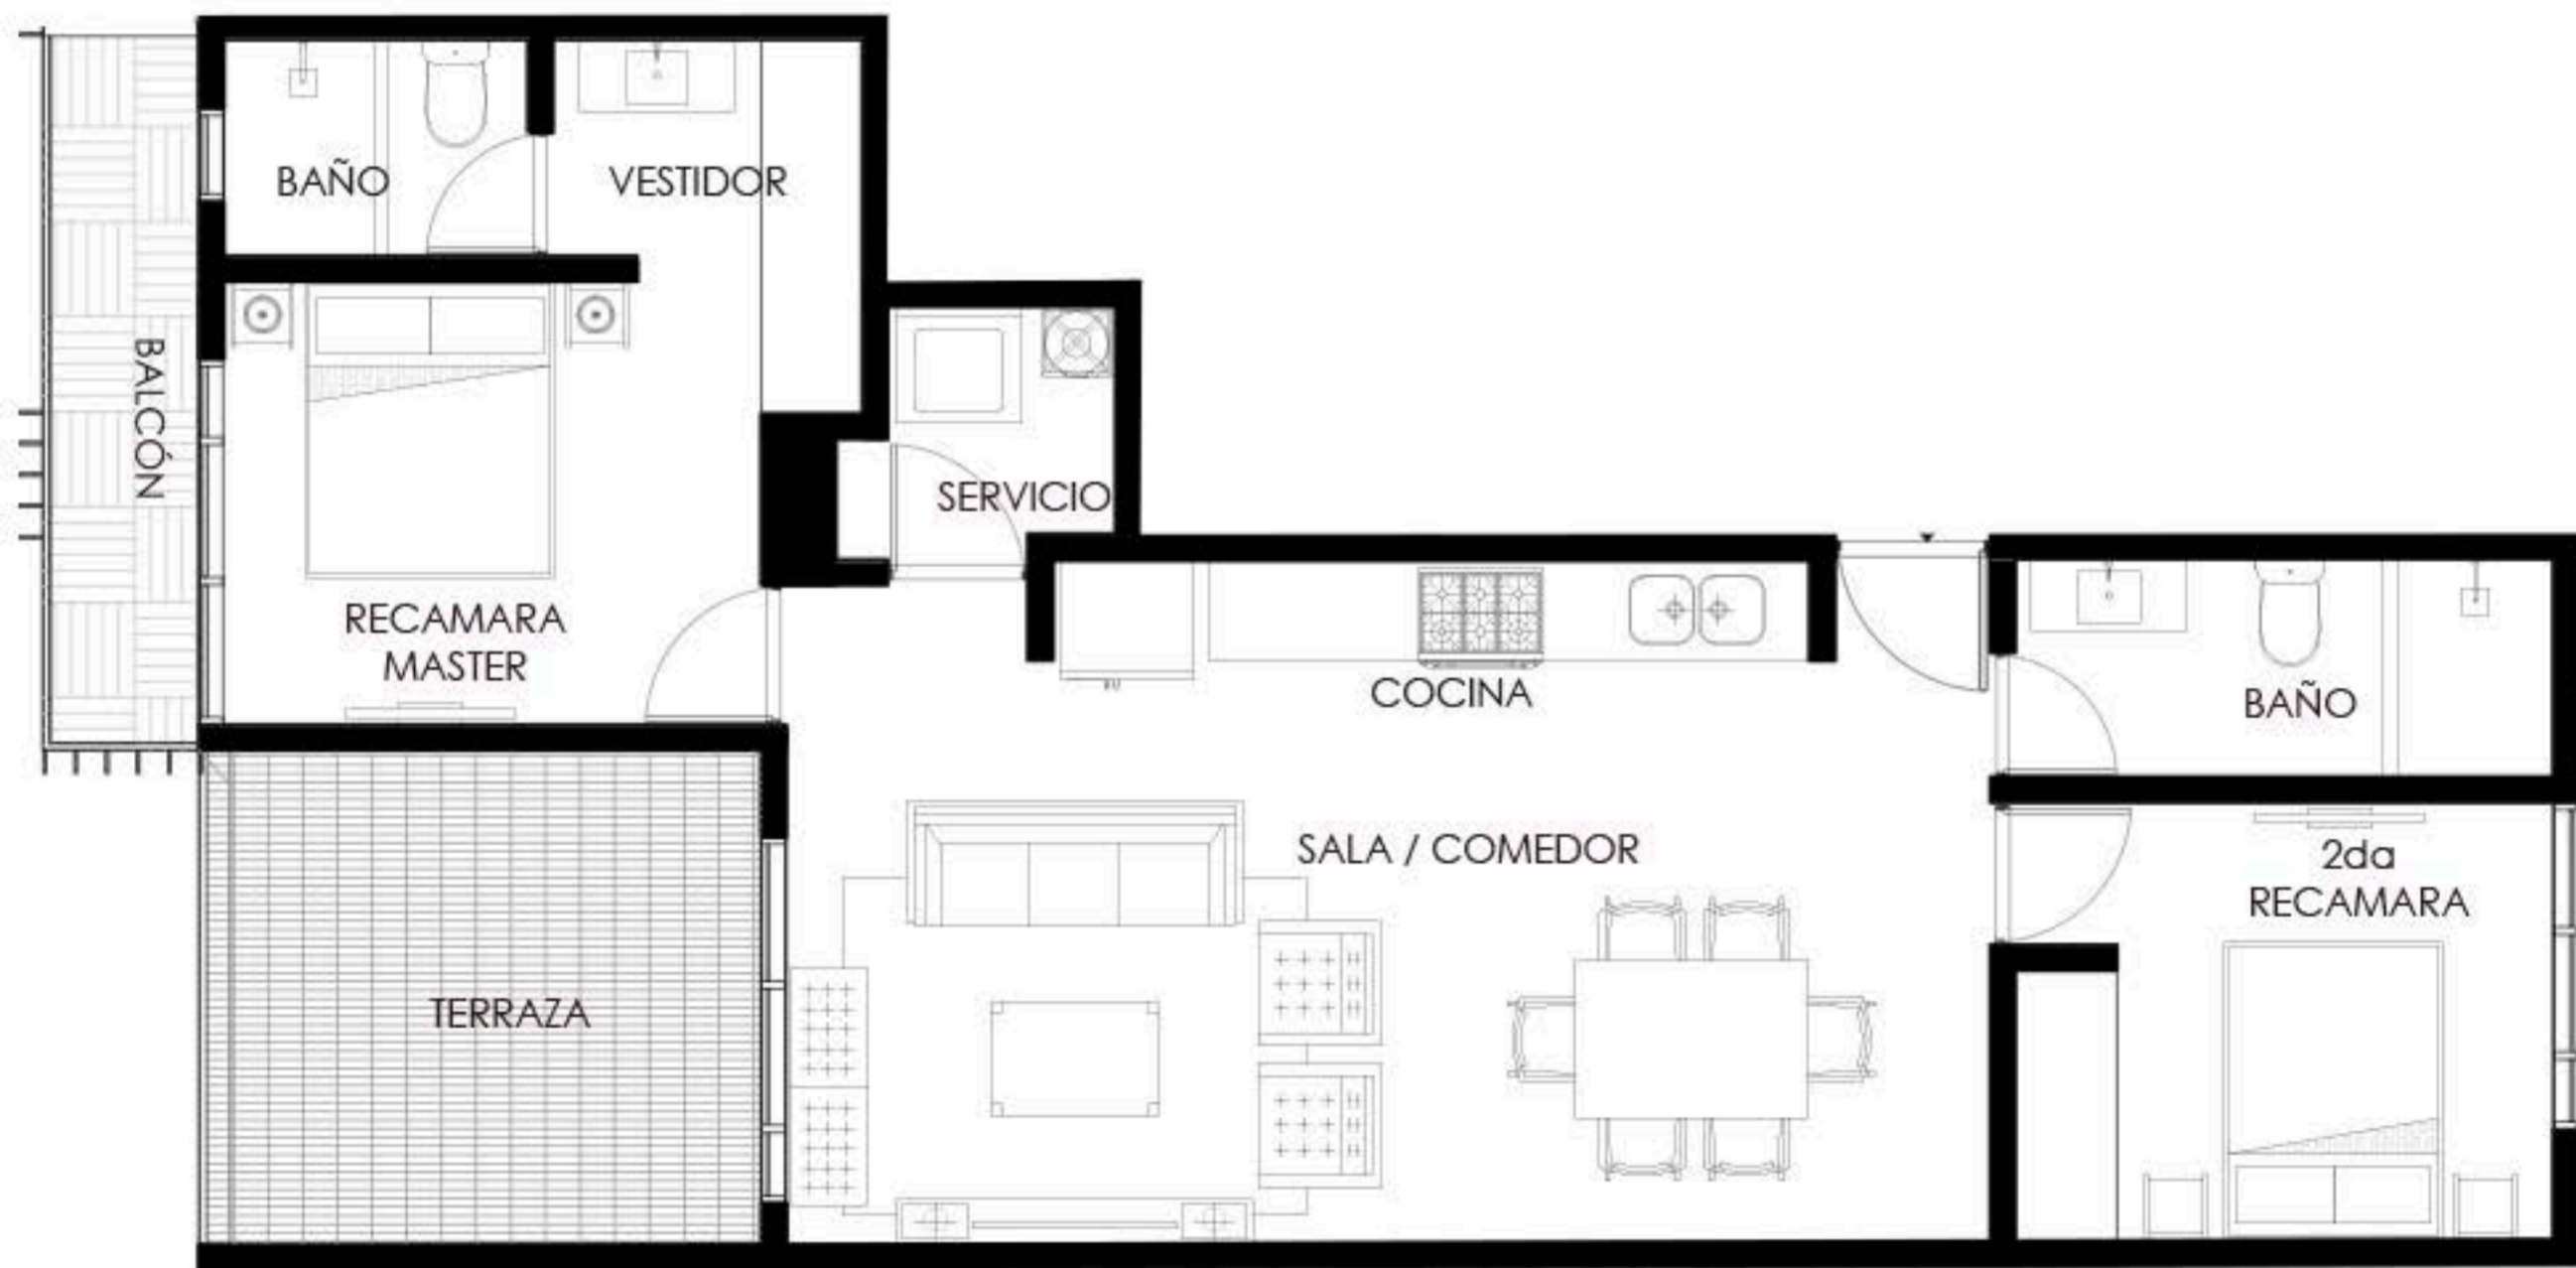 BAÑO
VESTIDOR
BALCÓN
SERVICIO
RECAMARA
MASTER
COCINA
BAÑO
SALA / COMEDOR
2da
RECAMARA
TERRAZA